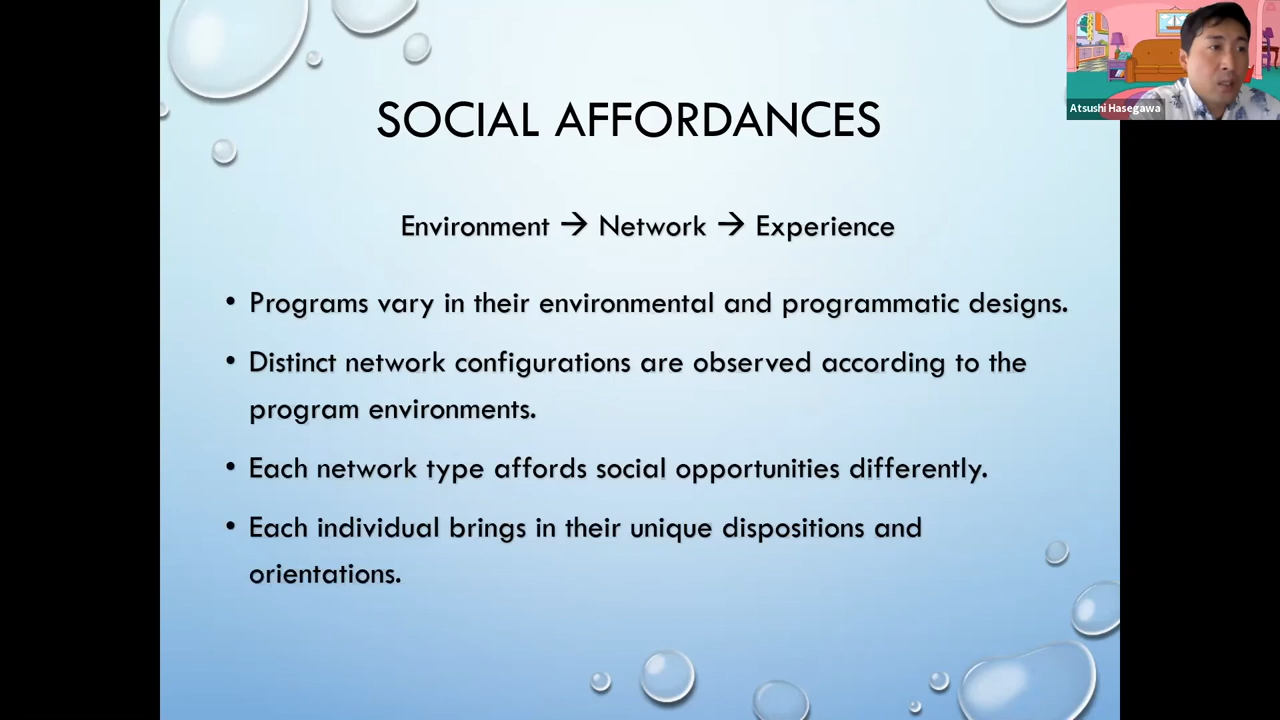 Atsushi Hasegawa
SOCIAL AFFORDANCES
Environment → Network → Experience
• Programs vary in their environmental and programmatic designs.
• Distinct network configurations are observed according to the
program environments.
• Each network type affords social opportunities differently.
• Each individual brings in their unique dispositions and
orientations.